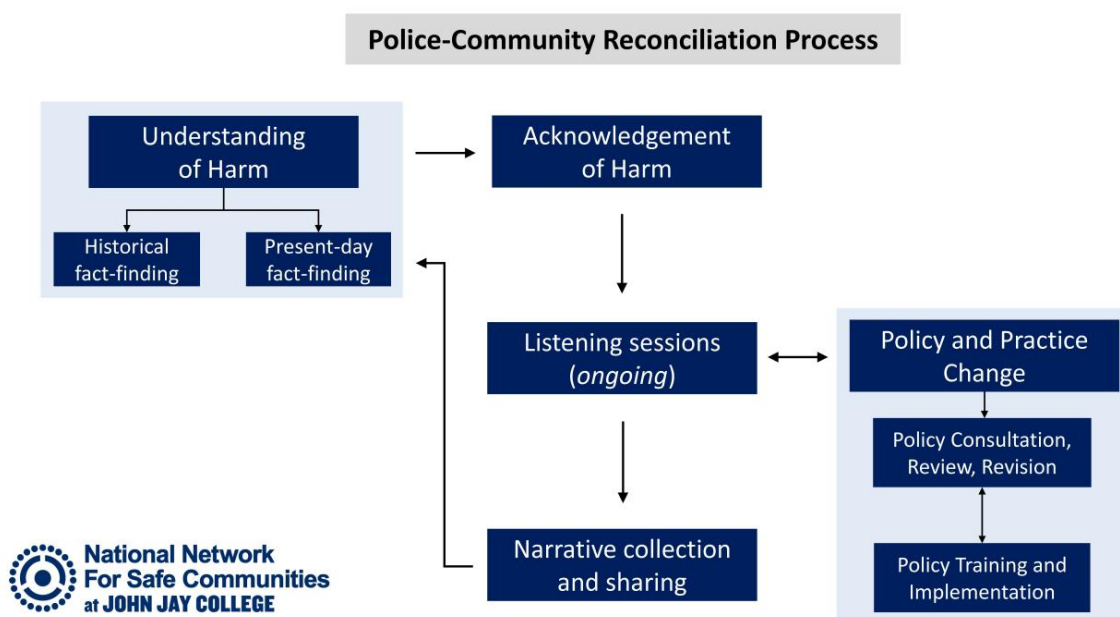 Police-Community Reconciliation Process
Understanding
of Harm
Historical
fact-finding
Present-day
fact-finding
Acknowledgement
of Harm
Listening sessions
(ongoing)
Narrative collection
and sharing
Policy and Practice
Change
Policy Consultation,
Review, Revision
Policy Training and
Implementation
National Network
For Safe Communities
at JOHN JAY COLLEGE